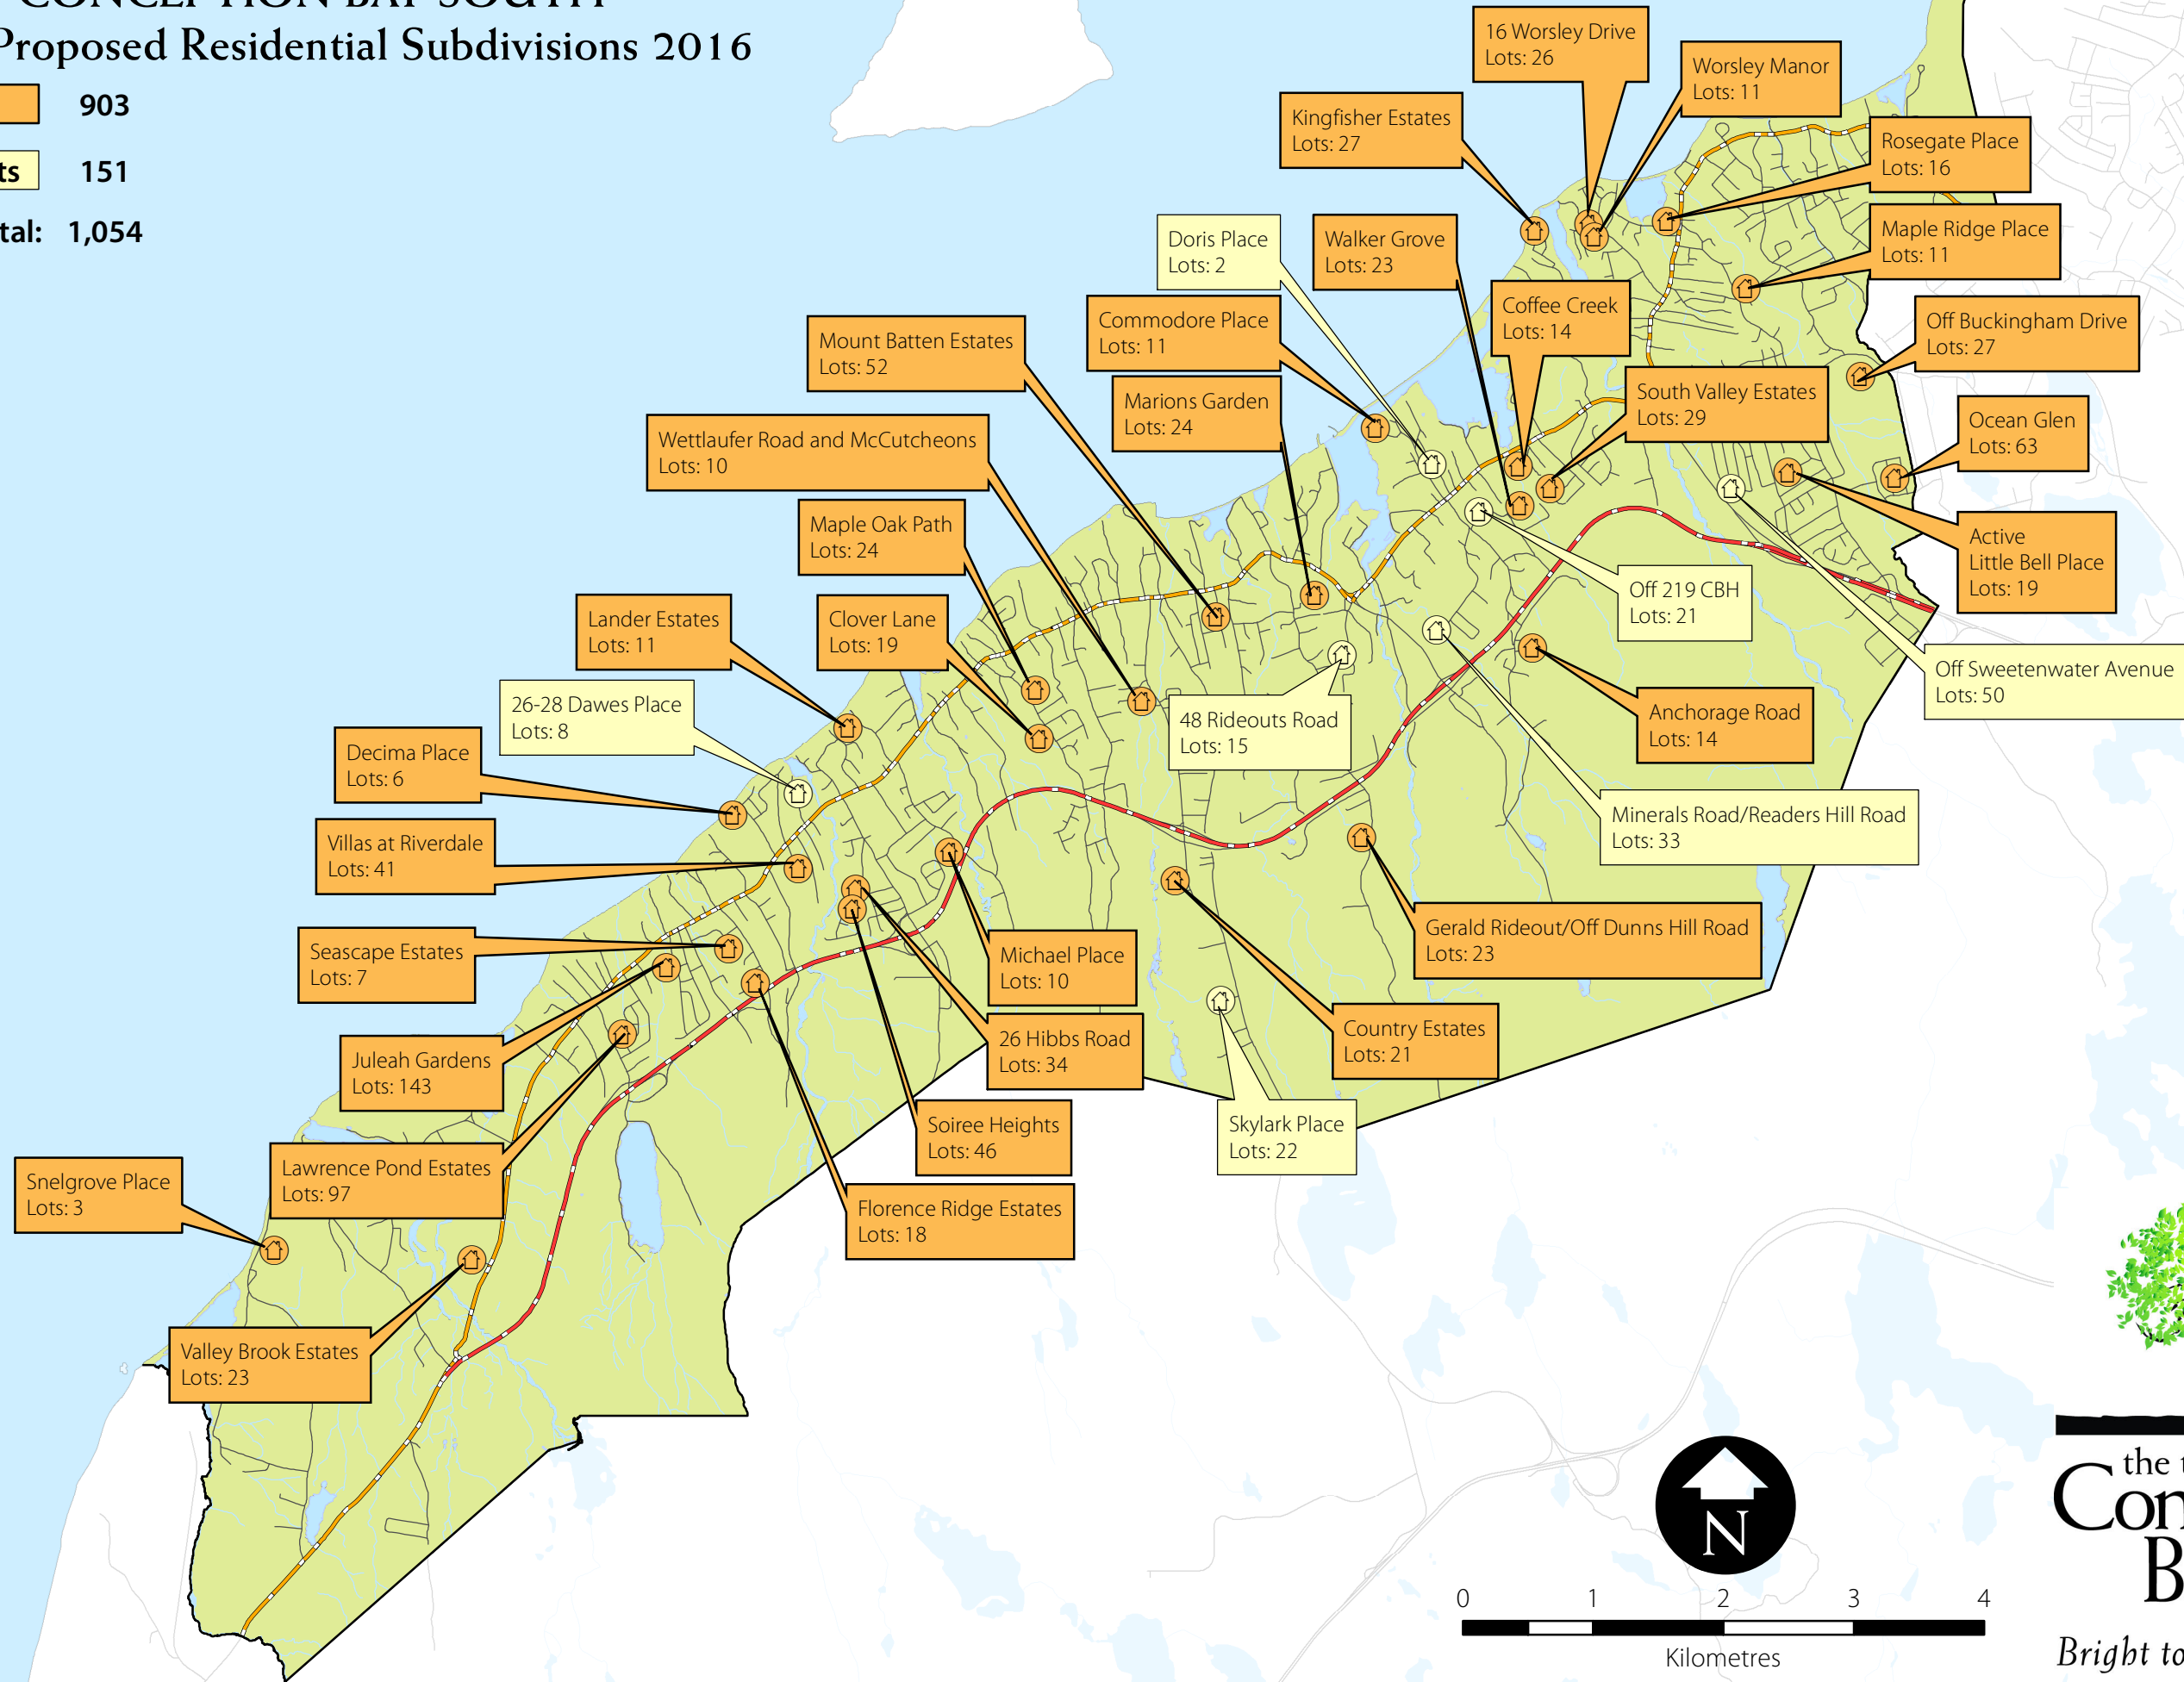 CONCEPTION BAY SOUTH
Proposed Residential Subdivisions 2016
903
ts 151
tal: 1,054
16 Worsley Drive
Lots: 26
Worsley Manor
Lots: 11
Kingfisher Estates
Lots: 27
Rosegate Place
Lots: 16
Doris Place
Lots: 2
Walker Grove
Lots: 23
Maple Ridge Place
Lots: 11
Coffee Creek
Lots: 14
Commodore Place
Lots: 11
Off Buckingham Drive
Lots: 27
Mount Batten Estates
Lots: 52
Marions Garden
Lots: 24
South Valley Estates
Lots: 29
Ocean Glen
Lots: 63
Wettlaufer Road and McCutcheons
Lots: 10
Maple Oak Path
Lots: 24
Active
Little Bell Place
Lots: 19
Off 219 CBH
Lots: 21
Lander Estates
Lots: 11
Clover Lane
Lots: 19
Off Sweetenwater Avenue
Lots: 50
26-28 Dawes Place
Lots: 8
48 Rideouts Road
Lots: 15
Anchorage Road
Lots: 14
Decima Place
Lots: 6
Minerals Road/Readers Hill Road
Lots: 33
Villas at Riverdale
Lots: 41
Gerald Rideout/Off Dunns Hill Road
Lots: 23
Seascape Estates
Lots: 7
Michael Place
Lots: 10
Country Estates
Lots: 21
26 Hibbs Road
Lots: 34
Juleah Gardens
Lots: 143
Soiree Heights
Lots: 46
Skylark Place
Lots: 22
Lawrence Pond Estates
Lots: 97
Snelgrove Place
Lots: 3
Florence Ridge Estates
Lots: 18
Valley Brook Estates
Lots: 23
N
0 1 2 3 4
Kilometres
the t
Con
B
Bright to